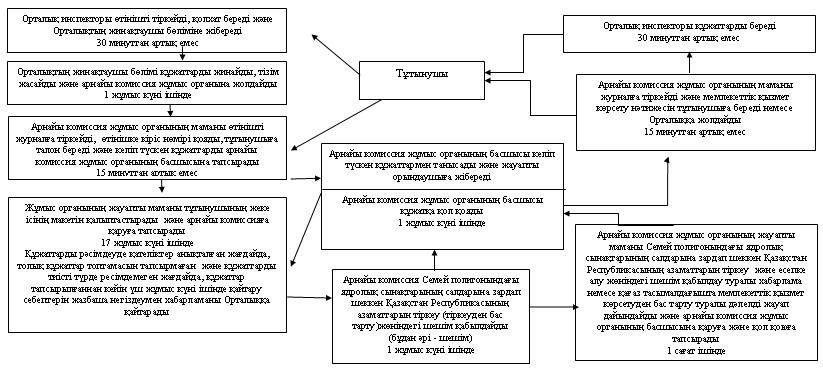 Орталық инспекторы өтінішті тіркейді, қолхат береді және
Орталықтың жинақтаушы бөліміне жібереді
30 минуттан артық емес
Орталықтың жинақтаушы бөлімі құжаттарды жинайды, тізім
жасайды және арнайы комиссия жұмыс органына жолдайды
1 жұмыс күні ішінде
Арнайы комиссия жұмыс органының маманы өтінішті
журналға тіркейді, өтінішке кіріс нөмірі қояды, тұтынушыға
талон береді және келіп түскен құжаттарды арнайы
комиссия жұмыс органының басшысына тапсырады
15 минуттан артық емес
Жұмыс органының жауапты маманы тұтынушының жеке
ісінің макетін қалыптастырады және арнайы комиссияға
қаруға тапсырады
17 жұмыс күні ішінде
Құжаттарды рәсімдеуде қателіктер анықталған жағдайда,
толық құжаттар топтамасын тапсырмаған және құжаттарды
тиісті түрде ресімдемеген жағдайда, құжаттар
тапсырылғаннан кейін үш жұмыс күні ішінде қайтару
себептерін жазбаша негіздеумен хабарламаны Орталыққа
қайтарады
Тұтынушы
Арнайы комиссия жұмыс органының басшысы келіп
түскен құжаттармен танысады және жауапты
орындаушыға жібереді
Арнайы комиссия жұмыс органының басшысы
құжатқа қол қояды
1 жұмыс күні ішінде
Арнайы комиссия Семей полигонындағы
ядролық сынақтарының салдарына зардап
шеккен Қазақстан Республикасының
азаматтарын тіркеу (тіркеуден бас
тарту)жөніндегі шешім қабылдайды
(бұдан әрі - шешім)
1 жұмыс күні ішінде
Орталық инспекторы құжаттарды береді
30 минуттан артық емес
Арнайы комиссия жұмыс органының маманы
журналға тіркейді және мемлекеттік қызмет
көрсету нәтижесін тұтынушыға береді немесе
Орталыққа жолдайды
15 минуттан артық емес
Арнайы комиссия жұмыс органының жауапты
маманы Семей полигонындағы ядролық
сынақтарының салдарына зардап шеккен Қазақстан
Республикасының азаматтарын тіркеу және есепке
алу жөніндегі шешім қабылдау туралы хабарлама
немесе қағаз тасымалдағышта мемлекеттік қызмет
көрсетуден бас тарту туралы дәлелді жауап
дайындайды және арнайы комиссия жұмыс
органының басшысына қаруға және қол қоюға
тапсырады
1 сағат ішінде